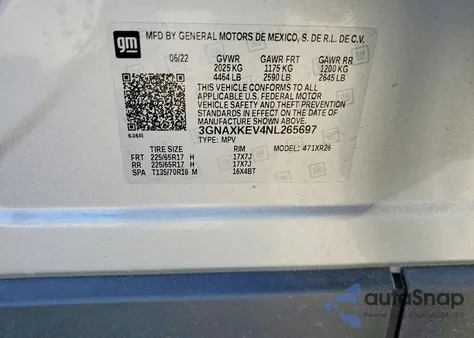 gm
MFD BY GENERAL MOTORS DE MEXICO, S. DE R.L. DE C.V.
06/22 GVWR GAWR FRT GAWR RR
2025 KG 1175 KG 1200 KG
4464 LB 2590 LB 2645 LB
THIS VEHICLE CONFORMS TO ALL
APPLICABLE U.S. FEDERAL MOTOR
VEHICLE SAFETY AND THEFT PREVENTION
STANDARDS IN EFFECT ON THE DATE OF
MANUFACTURE SHOWN ABOVE.
3GNAXKEV4NL265697
636R TYPE: MPV
TIRE SIZE RIM MODEL: 471XR26
FRT 225/65R17 H 17X7J
RR 225/65R17 H 17X7J
SPA T135/70R16 M 16X4BT
autoSnap